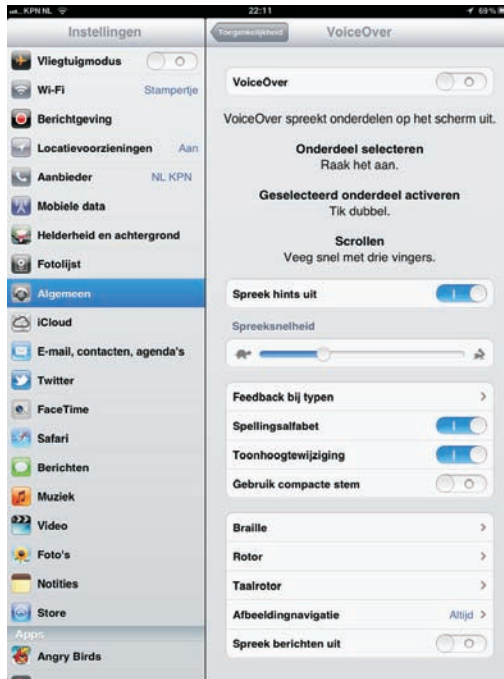 KPN NL
22:11
69%
Instellingen
Vliegtuigmodus
Wi-Fi Stampertje
Berichtgeving
Locatievoorzieningen Aan
Aanbieder NL KPN
Mobiele data
Helderheid en achtergrond
Fotolijst
Algemeen
iCloud
E-mail, contacten, agenda's
Twitter
FaceTime
Safari
Berichten
Muziek
Video
Foto's
Notities
Store
Apps
Angry Birds
Toegankelijkheid
VoiceOver
VoiceOver
VoiceOver spreekt onderdelen op het scherm uit.
Onderdeel selecteren
Raak het aan.
Geselecteerd onderdeel activeren
Tik dubbel.
Scrollen
Veeg snel met drie vingers.
Spreek hints uit
Spreeksnelheid
Feedback bij typen
Spellingsalfabet
Toonhoogtewijziging
Gebruik compacte stem
Braille
Rotor
Taalrotor
Afbeeldingnavigatie Altijd
Spreek berichten uit